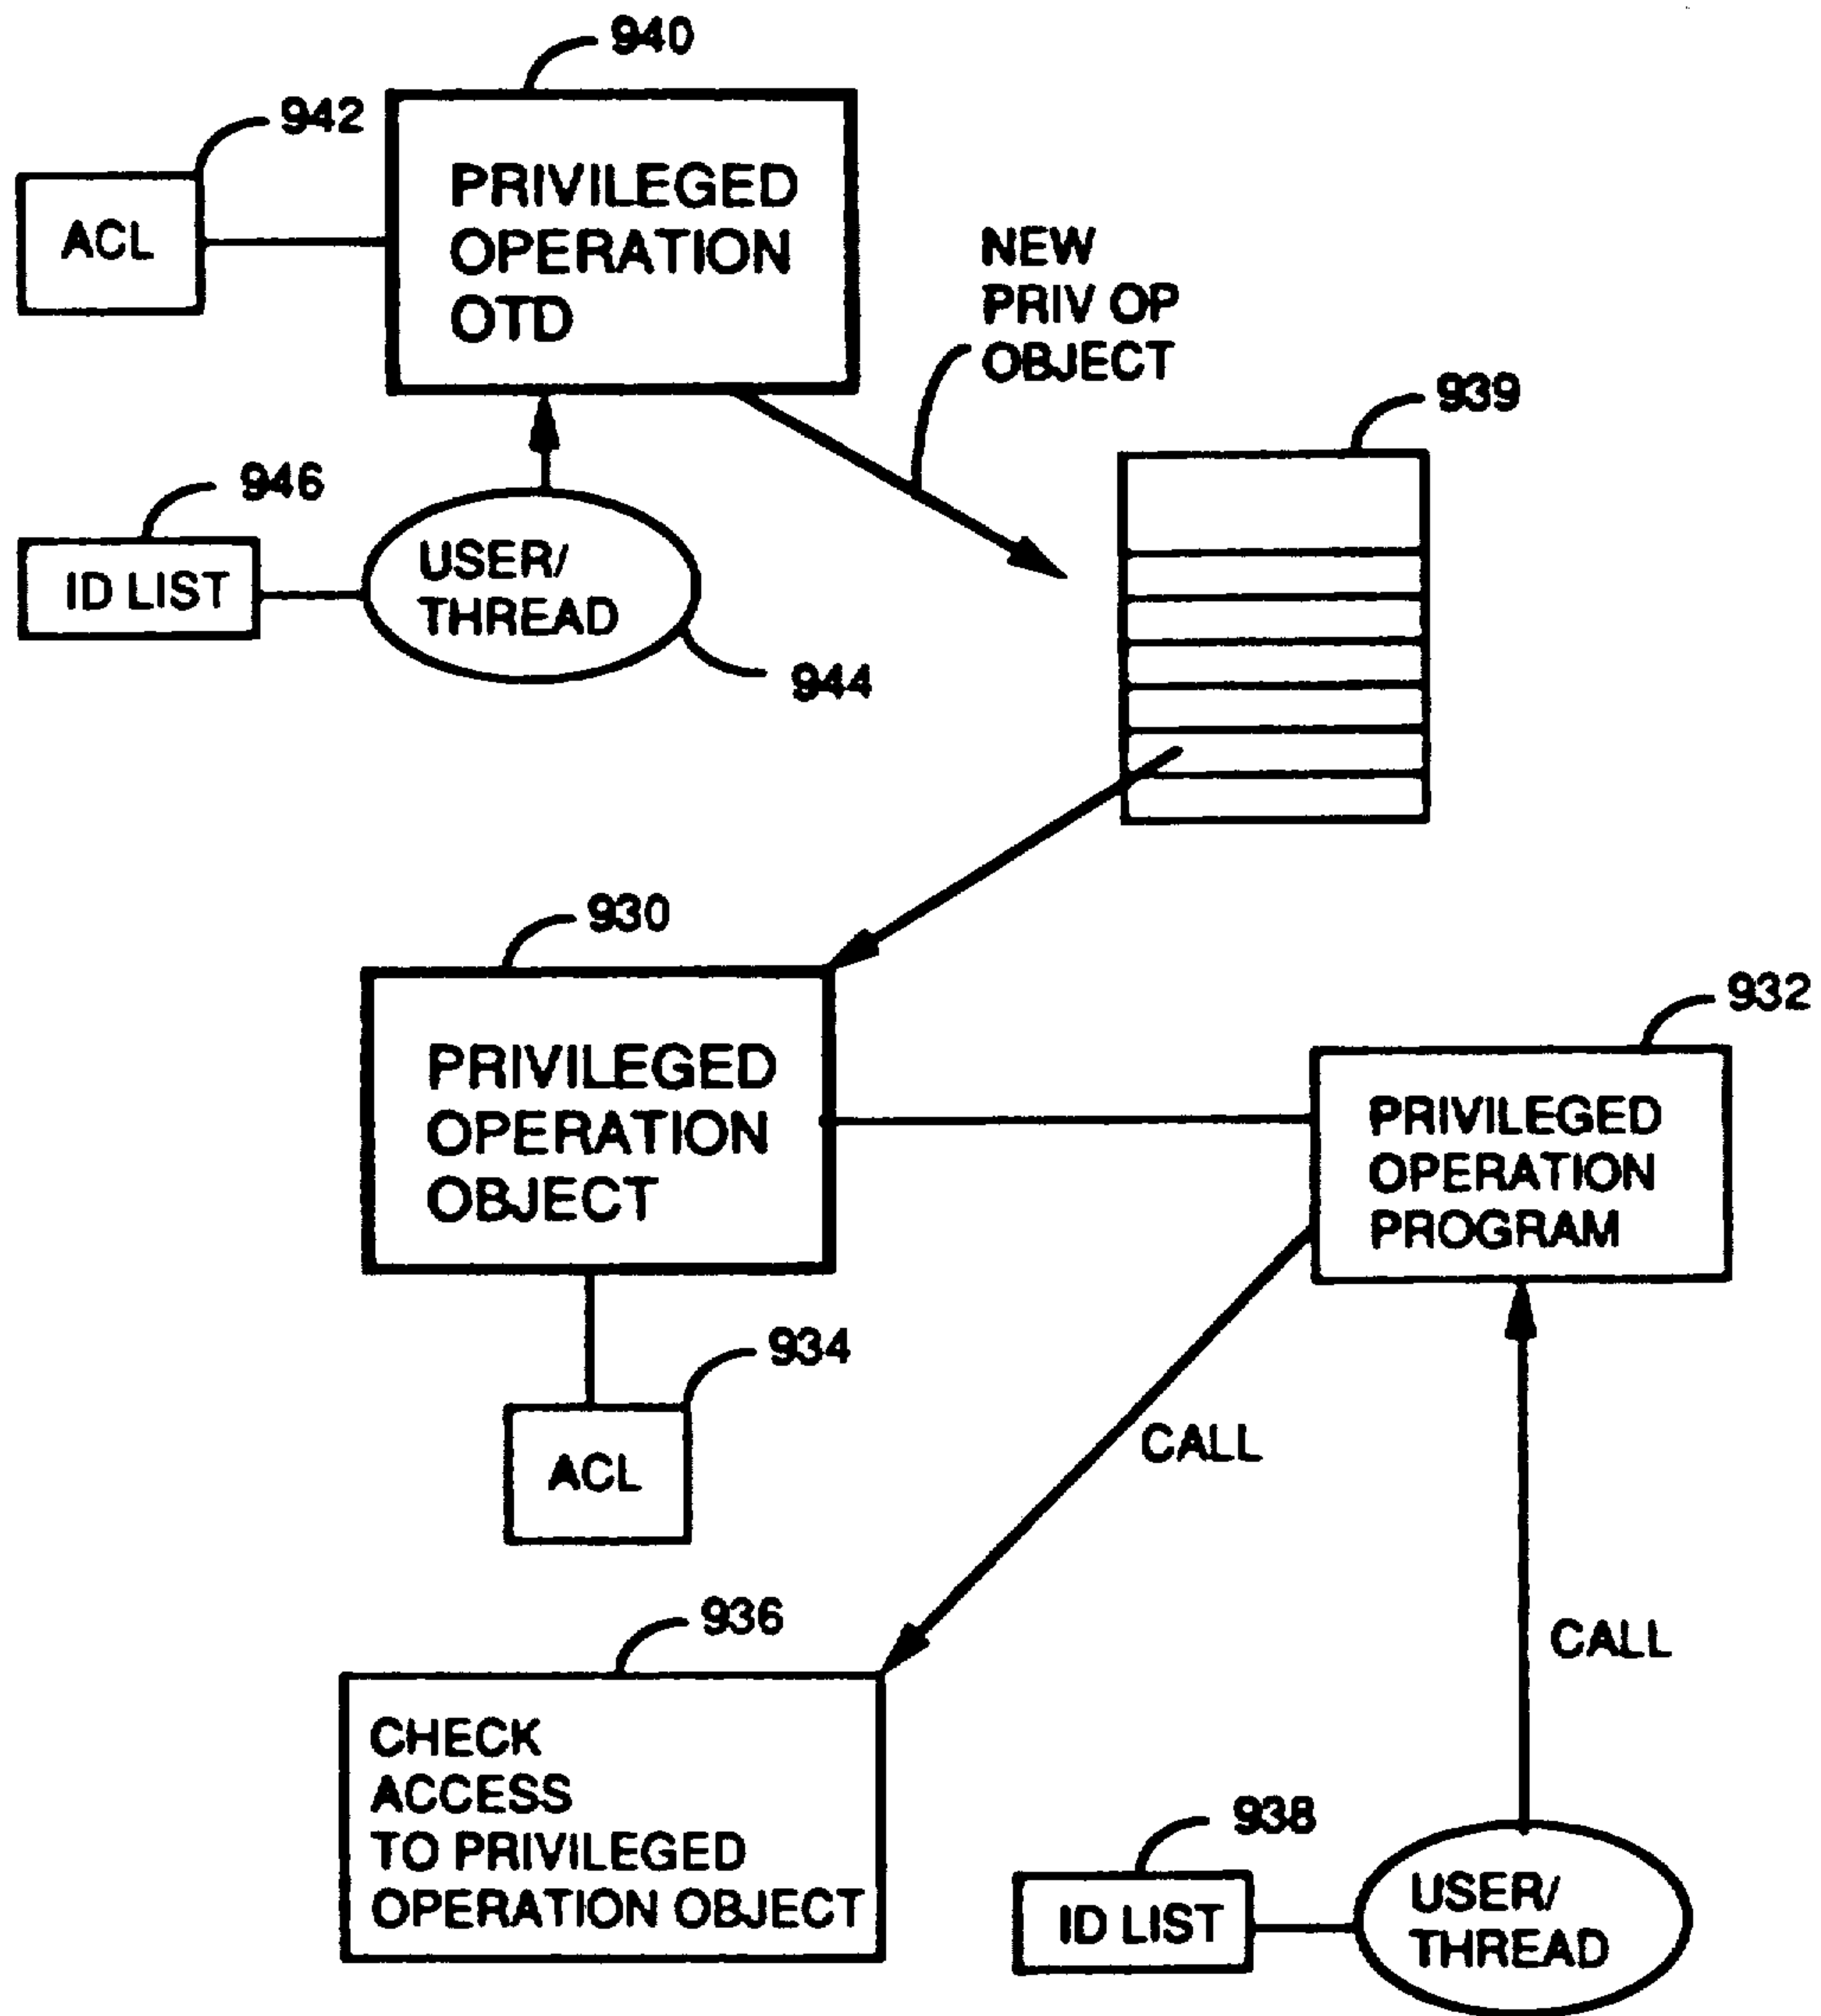 940
942
PRIVILEGED
OPERATION
OTD
ACL
NEW
PRIV OP
OBJECT
939
946
ID LIST
USER/
THREAD
944
930
PRIVILEGED
OPERATION
OBJECT
932
PRIVILEGED
OPERATION
PROGRAM
934
ACL
CALL
CALL
936
CHECK
ACCESS
TO PRIVILEGED
OPERATION OBJECT
938
ID LIST
USER/
THREAD